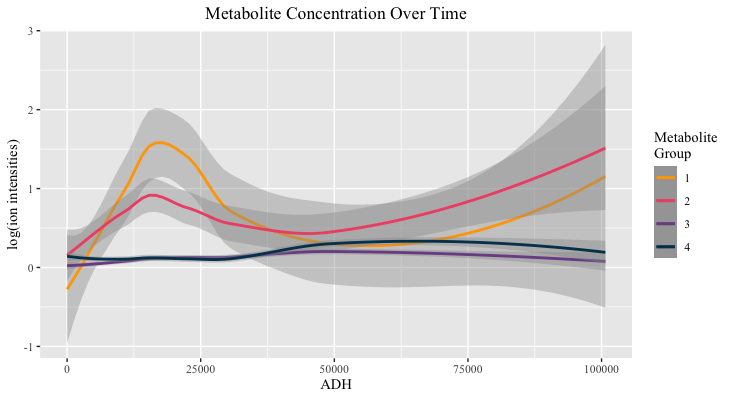 Metabolite Concentration Over Time
3
2
1
0
-1
log(ion intensities)
0 25000 50000 75000 100000
ADH
Metabolite
Group
1
2
3
4